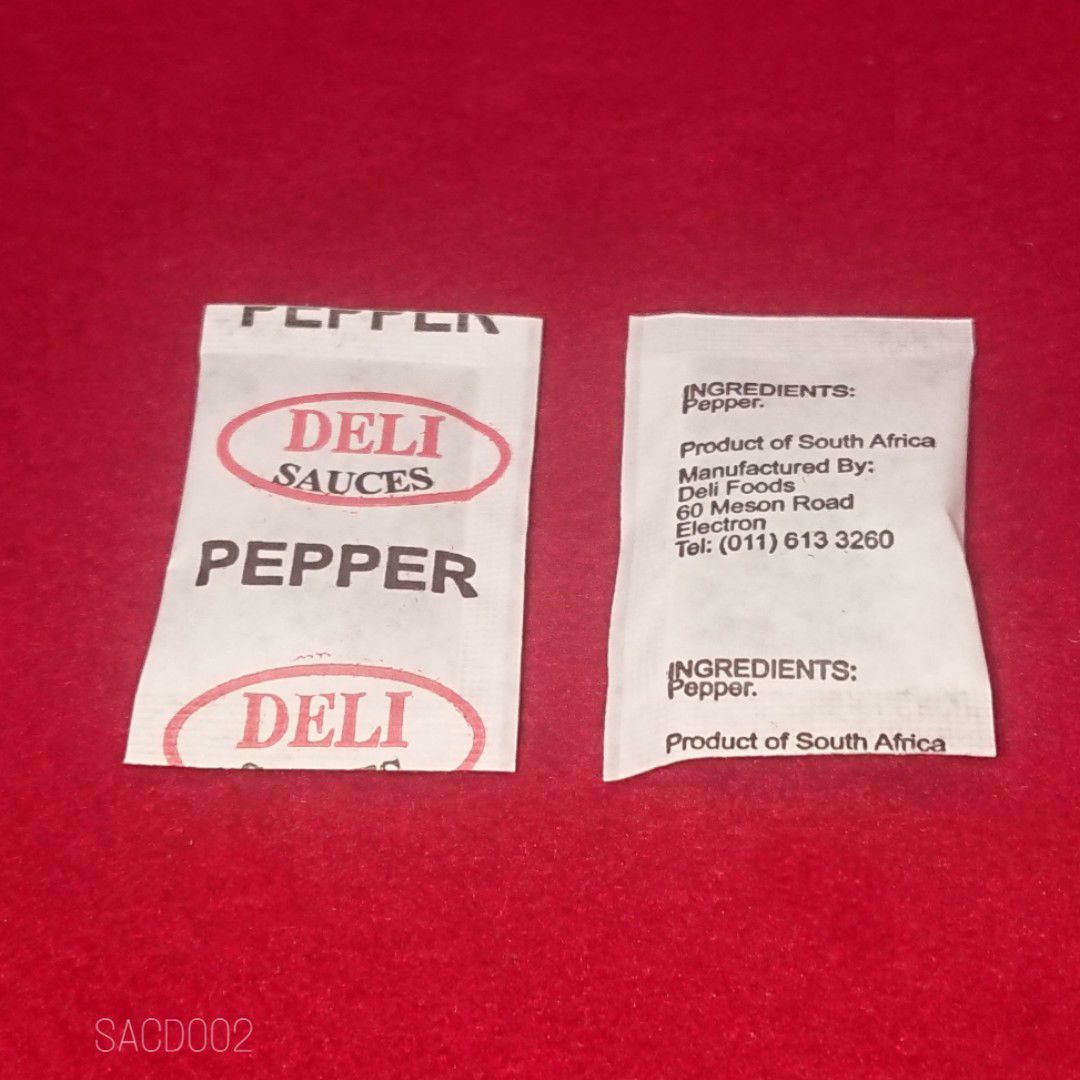 PEPPER
DELI
SAUCES
PEPPER
DELI
INGREDIENTS:
Pepper.
Product of South Africa
Manufactured By:
Deli Foods
60 Meson Road
Electron
Tel: (011) 613 3260
INGREDIENTS:
Pepper.
Product of South Africa
SACD002